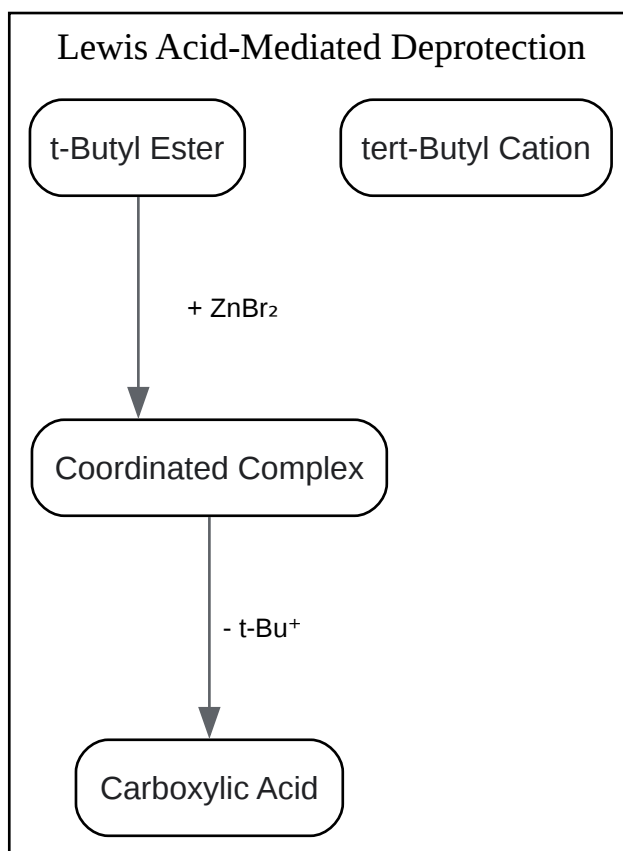 Lewis Acid-Mediated Deprotection
t-Butyl Ester
tert-Butyl Cation
+ ZnBr₂
Coordinated Complex
- t-Bu⁺
Carboxylic Acid